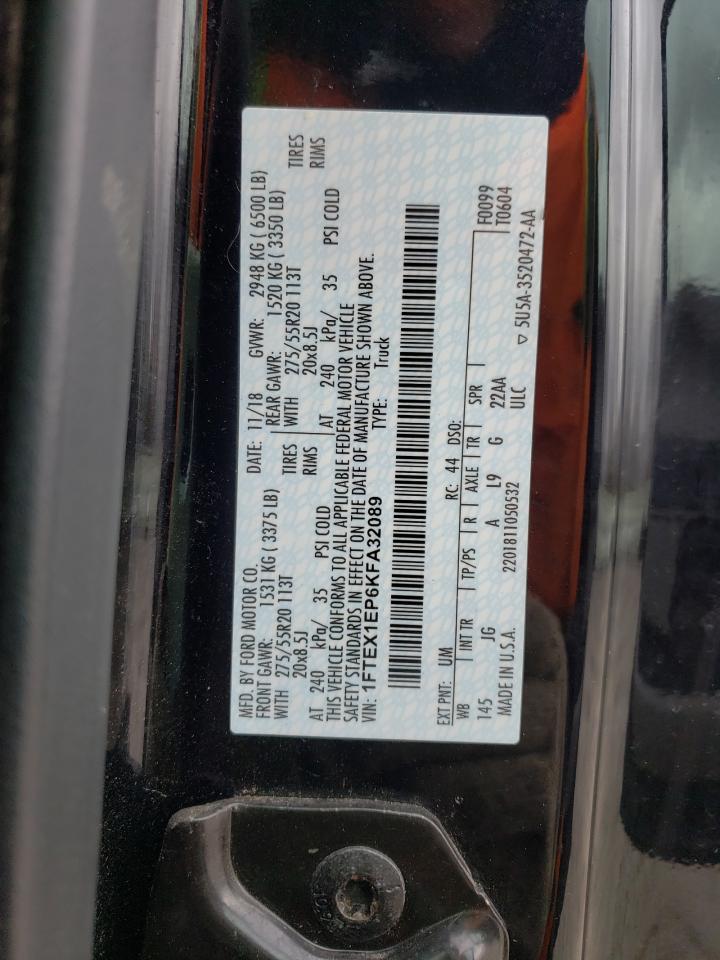 MFD. BY FORD MOTOR CO.
DATE: 11/18 GVWR: 2948 KG ( 6500 LB)
FRONT GAWR: 1531 KG ( 3375 LB) REAR GAWR: 1520 KG ( 3350 LB)
WITH 275/55R20 113T TIRES WITH 275/55R20 113T TIRES
20x8.5J RIMS 20x8.5J RIMS
AT 240 kPa/ 35 PSI COLD AT 240 kPa/ 35 PSI COLD
THIS VEHICLE CONFORMS TO ALL APPLICABLE FEDERAL MOTOR VEHICLE
SAFETY STANDARDS IN EFFECT ON THE DATE OF MANUFACTURE SHOWN ABOVE.
VIN: 1FTEX1EP6KFA32089 TYPE: Truck
EXT PNT: UM RC: 44 DSO:
WB INT TR TP/PS R AXLE TR SPR F0099
145 JG A L9 G 22AA T0604
MADE IN U.S.A. 2201811050532 ULC ▽ 5U5A-3520472-AA